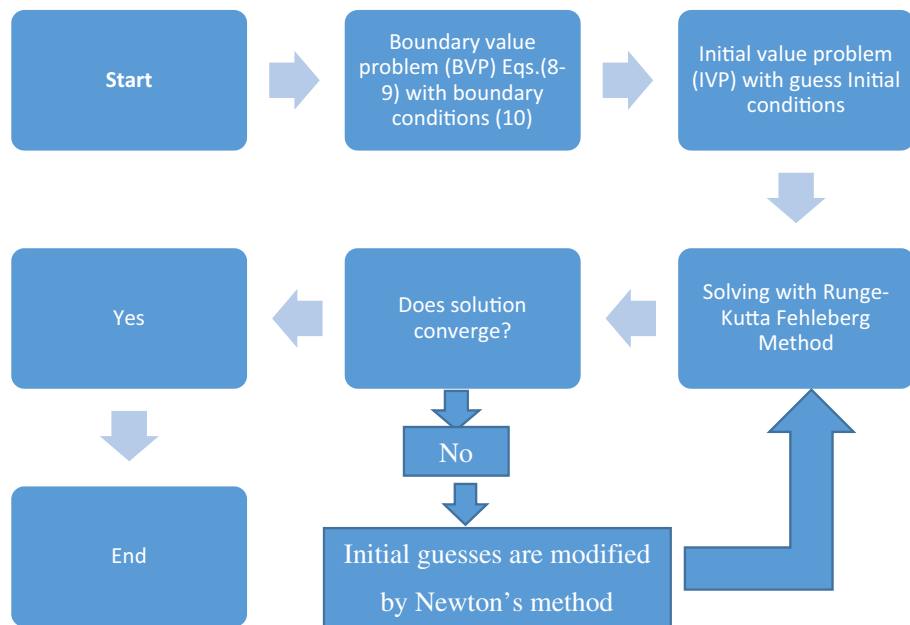 Start
Boundary value
problem (BVP) Eqs.(8-
9) with boundary
conditions (10)
Initial value problem
(IVP) with guess Initial
conditions
Solving with Runge-
Kutta Fehleberg
Method
Does solution
converge?
Yes
No
End
Initial guesses are modified
by Newton’s method